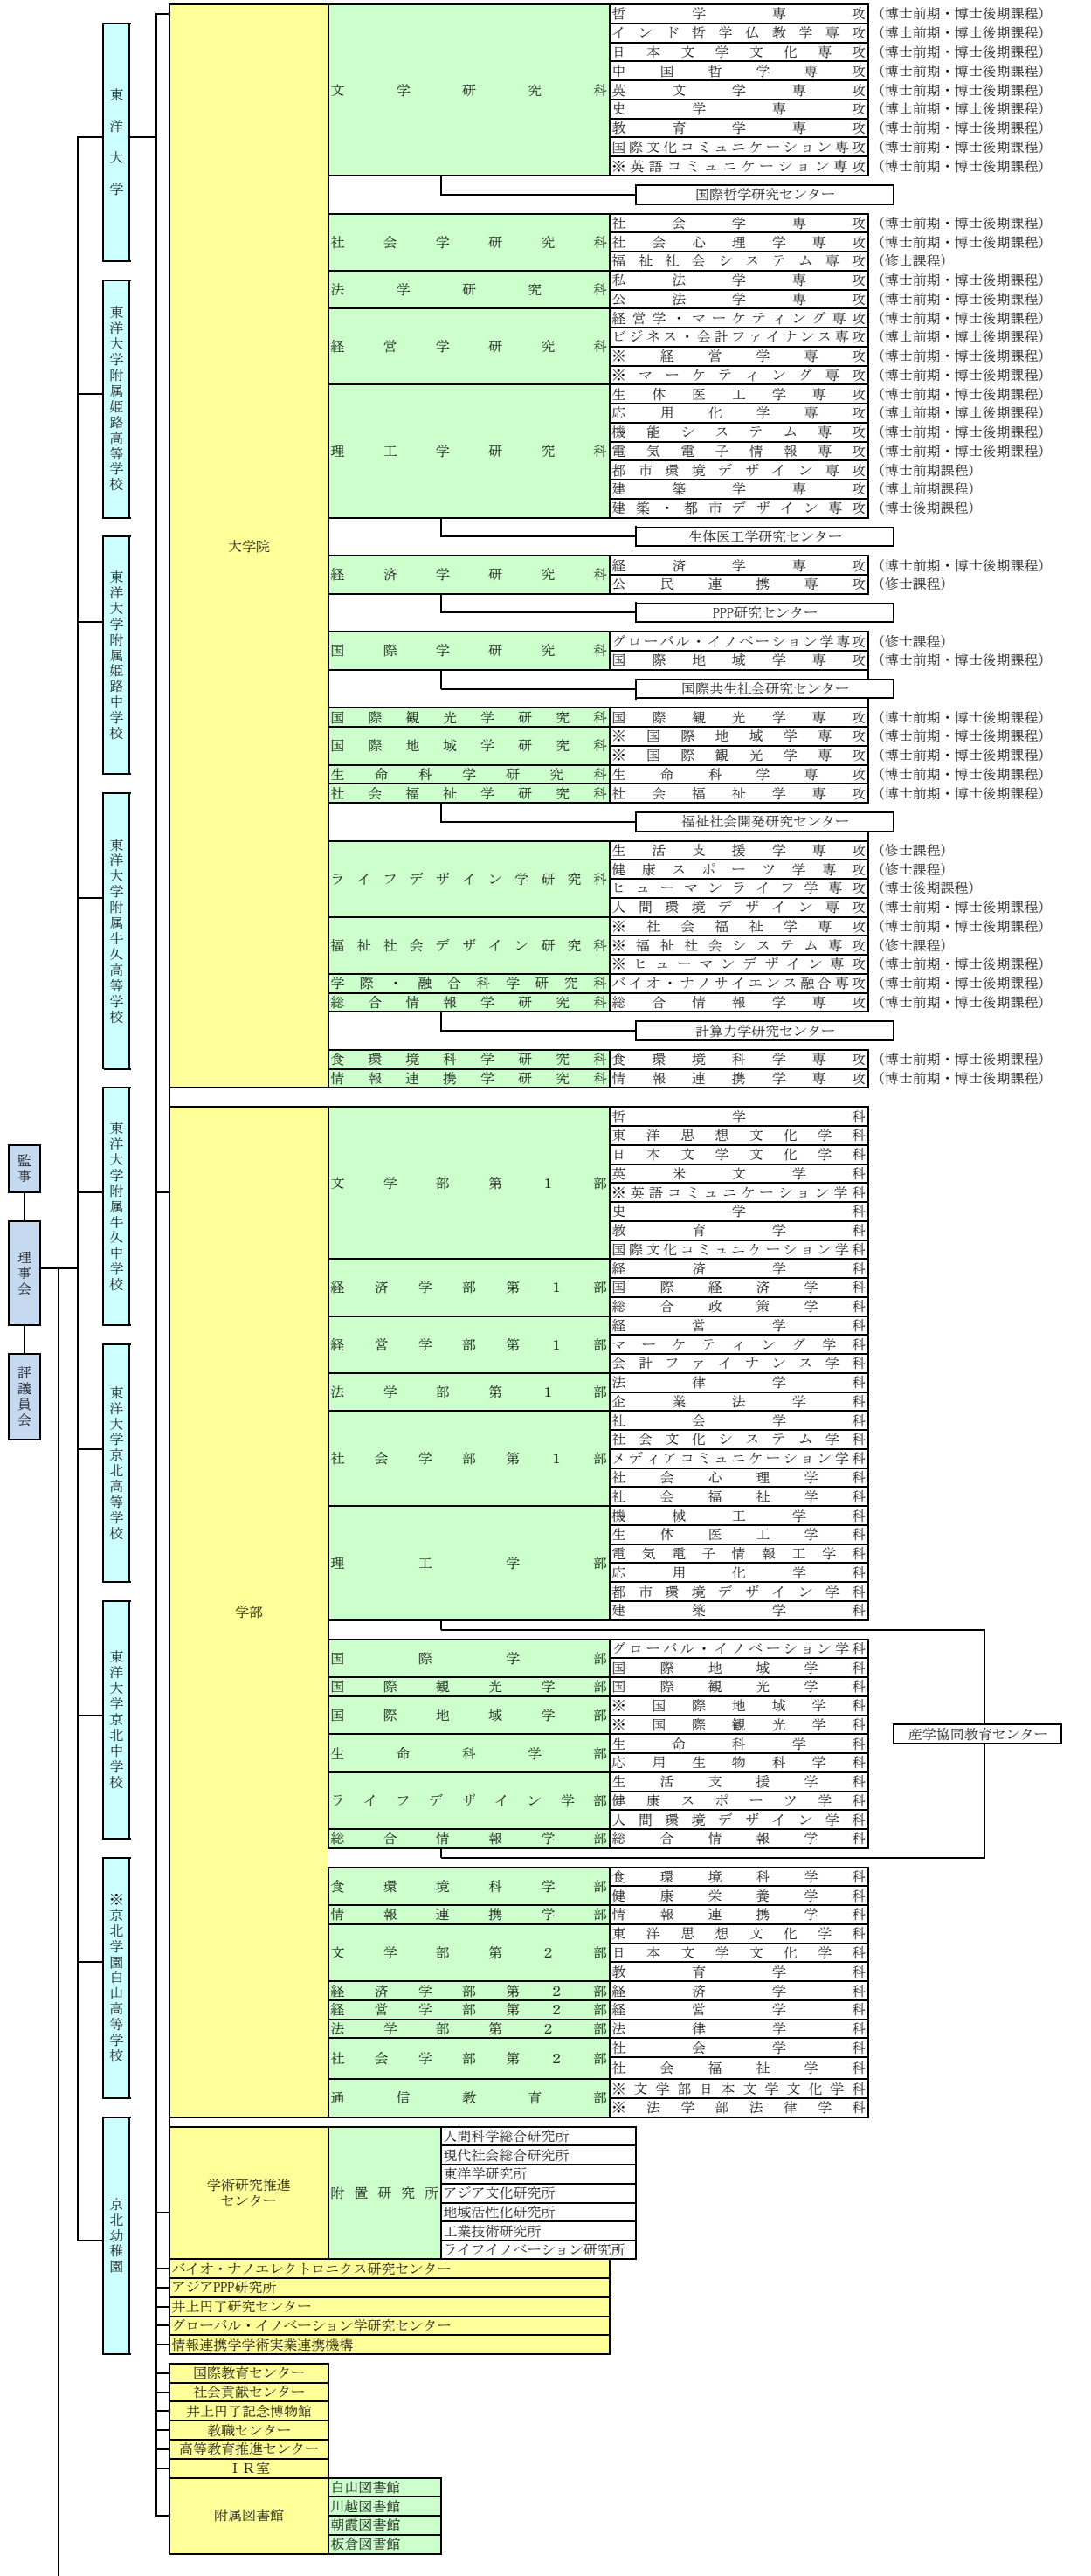 監事
理事会
評議員会
東洋大学
東洋大学附属姫路高等学校
東洋大学附属姫路中学校
東洋大学附属牛久高等学校
東洋大学附属牛久中学校
東洋大学京北高等学校
東洋大学京北中学校
※京北学園白山高等学校
京北幼稚園
大学院
文学研究科
哲学専攻 (博士前期・博士後期課程)
インド哲学仏教学専攻 (博士前期・博士後期課程)
日本文学文化専攻 (博士前期・博士後期課程)
中国哲学専攻 (博士前期・博士後期課程)
英文学専攻 (博士前期・博士後期課程)
史学専攻 (博士前期・博士後期課程)
教育学専攻 (博士前期・博士後期課程)
国際文化コミュニケーション専攻 (博士前期・博士後期課程)
※英語コミュニケーション専攻 (博士前期・博士後期課程)
国際哲学研究センター
社会学研究科
社会学専攻 (博士前期・博士後期課程)
社会心理学専攻 (博士前期・博士後期課程)
福祉社会システム専攻 (修士課程)
法学研究科
私法学専攻 (博士前期・博士後期課程)
公法学専攻 (博士前期・博士後期課程)
経営学研究科
経営学・マーケティング専攻 (博士前期・博士後期課程)
ビジネス・会計ファイナンス専攻 (博士前期・博士後期課程)
※経営学専攻 (博士前期・博士後期課程)
※マーケティング専攻 (博士前期・博士後期課程)
理工学研究科
生体医工学専攻 (博士前期・博士後期課程)
応用化学専攻 (博士前期・博士後期課程)
機能システム専攻 (博士前期・博士後期課程)
電気電子情報専攻 (博士前期・博士後期課程)
都市環境デザイン専攻 (博士前期課程)
建築学専攻 (博士前期課程)
建築・都市デザイン専攻 (博士後期課程)
生体医工学研究センター
経済学研究科
経済学専攻 (博士前期・博士後期課程)
公民連携専攻 (修士課程)
PPP研究センター
国際学研究科
グローバル・イノベーション学専攻 (修士課程)
国際地域学専攻 (博士前期・博士後期課程)
国際共生社会研究センター
国際観光学研究科 国際観光学専攻 (博士前期・博士後期課程)
国際地域学研究科
※国際地域学専攻 (博士前期・博士後期課程)
※国際観光学専攻 (博士前期・博士後期課程)
生命科学研究科 生命科学専攻 (博士前期・博士後期課程)
社会福祉学研究科 社会福祉学専攻 (博士前期・博士後期課程)
福祉社会開発研究センター
ライフデザイン学研究科
生活支援学専攻 (修士課程)
健康スポーツ学専攻 (修士課程)
ヒューマンライフ学専攻 (博士後期課程)
人間環境デザイン専攻 (博士前期・博士後期課程)
福祉社会デザイン研究科
※社会福祉学専攻 (博士前期・博士後期課程)
※福祉社会システム専攻 (修士課程)
※ヒューマンデザイン専攻 (博士前期・博士後期課程)
学際・融合科学研究科 バイオ・ナノサイエンス融合専攻 (博士前期・博士後期課程)
総合情報学研究科 総合情報学専攻 (博士前期・博士後期課程)
計算力学研究センター
食環境科学研究科 食環境科学専攻 (博士前期・博士後期課程)
情報連携学研究科 情報連携学専攻 (博士前期・博士後期課程)
学部
文学部第1部
哲学科
東洋思想文化学科
日本文学文化学科
英米文学科
※英語コミュニケーション学科
史学科
教育学科
国際文化コミュニケーション学科
経済学部第1部
経済学科
国際経済学科
総合政策学科
経営学部第1部
経営学科
マーケティング学科
会計ファイナンス学科
法学部第1部
法律学科
企業法学科
社会学部第1部
社会学科
社会文化システム学科
メディアコミュニケーション学科
社会心理学科
社会福祉学科
理工学部
機械工学科
生体医工学科
電気電子情報工学科
応用化学科
都市環境デザイン学科
建築学科
国際学部
グローバル・イノベーション学科
国際地域学科
国際観光学部 国際観光学科
国際地域学部
※国際地域学科
※国際観光学科
産学協同教育センター
生命科学部
生命科学科
応用生物科学科
ライフデザイン学部
生活支援学科
健康スポーツ学科
人間環境デザイン学科
総合情報学部 総合情報学科
食環境科学部
食環境科学科
健康栄養学科
情報連携学部 情報連携学科
文学部第2部
東洋思想文化学科
日本文学文化学科
教育学科
経済学部第2部 経済学科
経営学部第2部 経営学科
法学部第2部 法律学科
社会学部第2部
社会学科
社会福祉学科
通信教育部
※文学部日本文学文化学科
※法学部法律学科
学術研究推進
センター
附置研究所
人間科学総合研究所
現代社会総合研究所
東洋学研究所
アジア文化研究所
地域活性化研究所
工業技術研究所
ライフイノベーション研究所
バイオ・ナノエレクトロニクス研究センター
アジアPPP研究所
井上円了研究センター
グローバル・イノベーション学研究センター
情報連携学学術実業連携機構
国際教育センター
社会貢献センター
井上円了記念博物館
教職センター
高等教育推進センター
IR室
附属図書館
白山図書館
川越図書館
朝霞図書館
板倉図書館